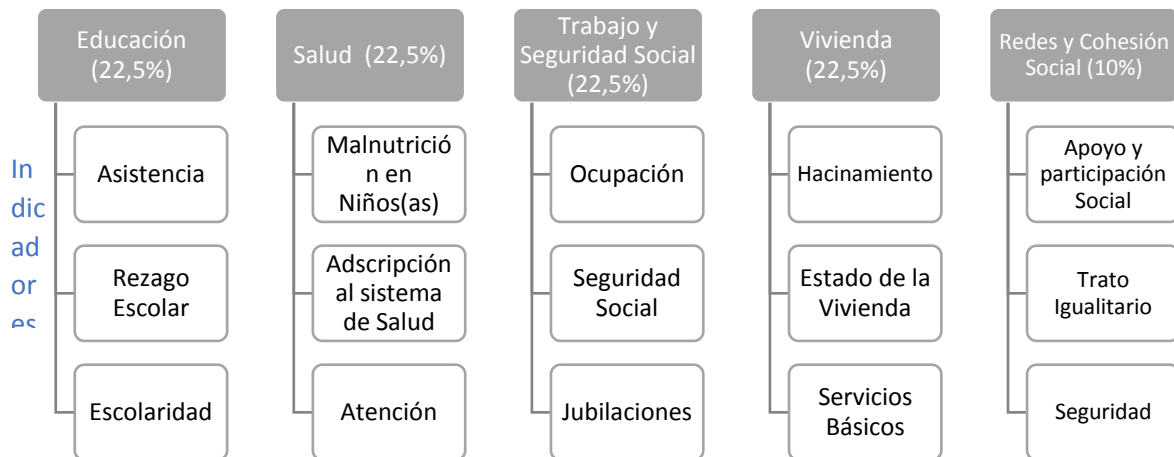 Educación
(22,5%)
Salud (22,5%)
Trabajo y
Seguridad Social
(22,5%)
Vivienda
(22,5%)
Redes y Cohesión
Social (10%)
In
dic
ad
or
es
Asistencia
Malnutrició
n en
Niños(as)
Ocupación
Hacinamiento
Apoyo y
participación
Social
Rezago
Escolar
Adscripción
al sistema
de Salud
Seguridad
Social
Estado de la
Vivienda
Trato
Igualitario
Escolaridad
Atención
Jubilaciones
Servicios
Básicos
Seguridad